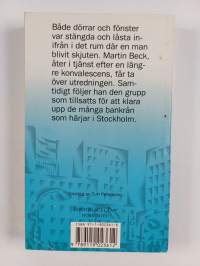 Både dörrar och fönster
var stängda och låsta in-
ifrån i det rum där en man
blivit skjuten. Martin Beck,
åter i tjänst efter en läng-
re konvalescens, får ta
över utredningen. Sam-
tidigt följer han den grupp
som tillsatts för att klara
upp de många bankrån
som härjar i Stockholm.